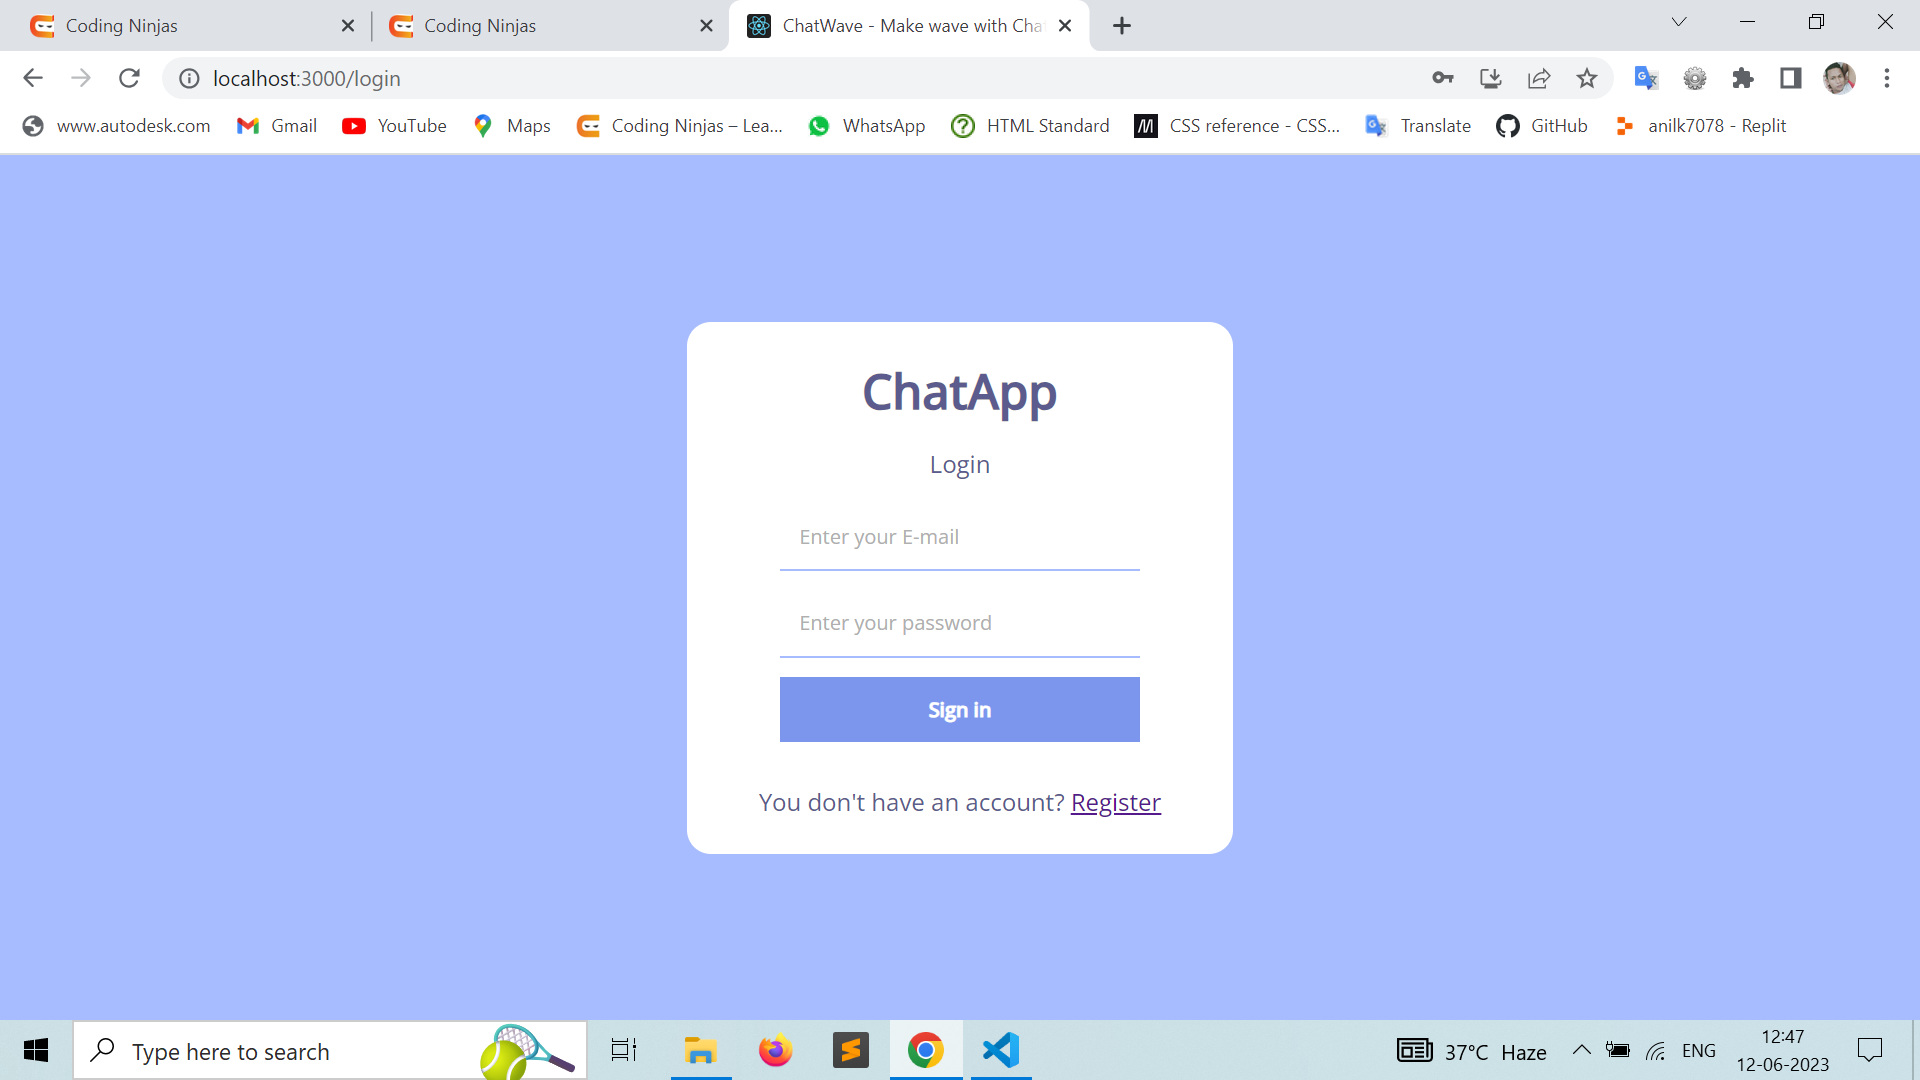 Coding Ninjas
Coding Ninjas
ChatWave - Make wave with Cha
localhost:3000/login
www.autodesk.com
Gmail
YouTube
Maps
Coding Ninjas – Lea...
WhatsApp
HTML Standard
CSS reference - CSS...
Translate
GitHub
anilk7078 - Replit
ChatApp
Login
Enter your E-mail
Enter your password
Sign in
You don't have an account? Register
Type here to search
37°C Haze
ENG
12:47
12-06-2023